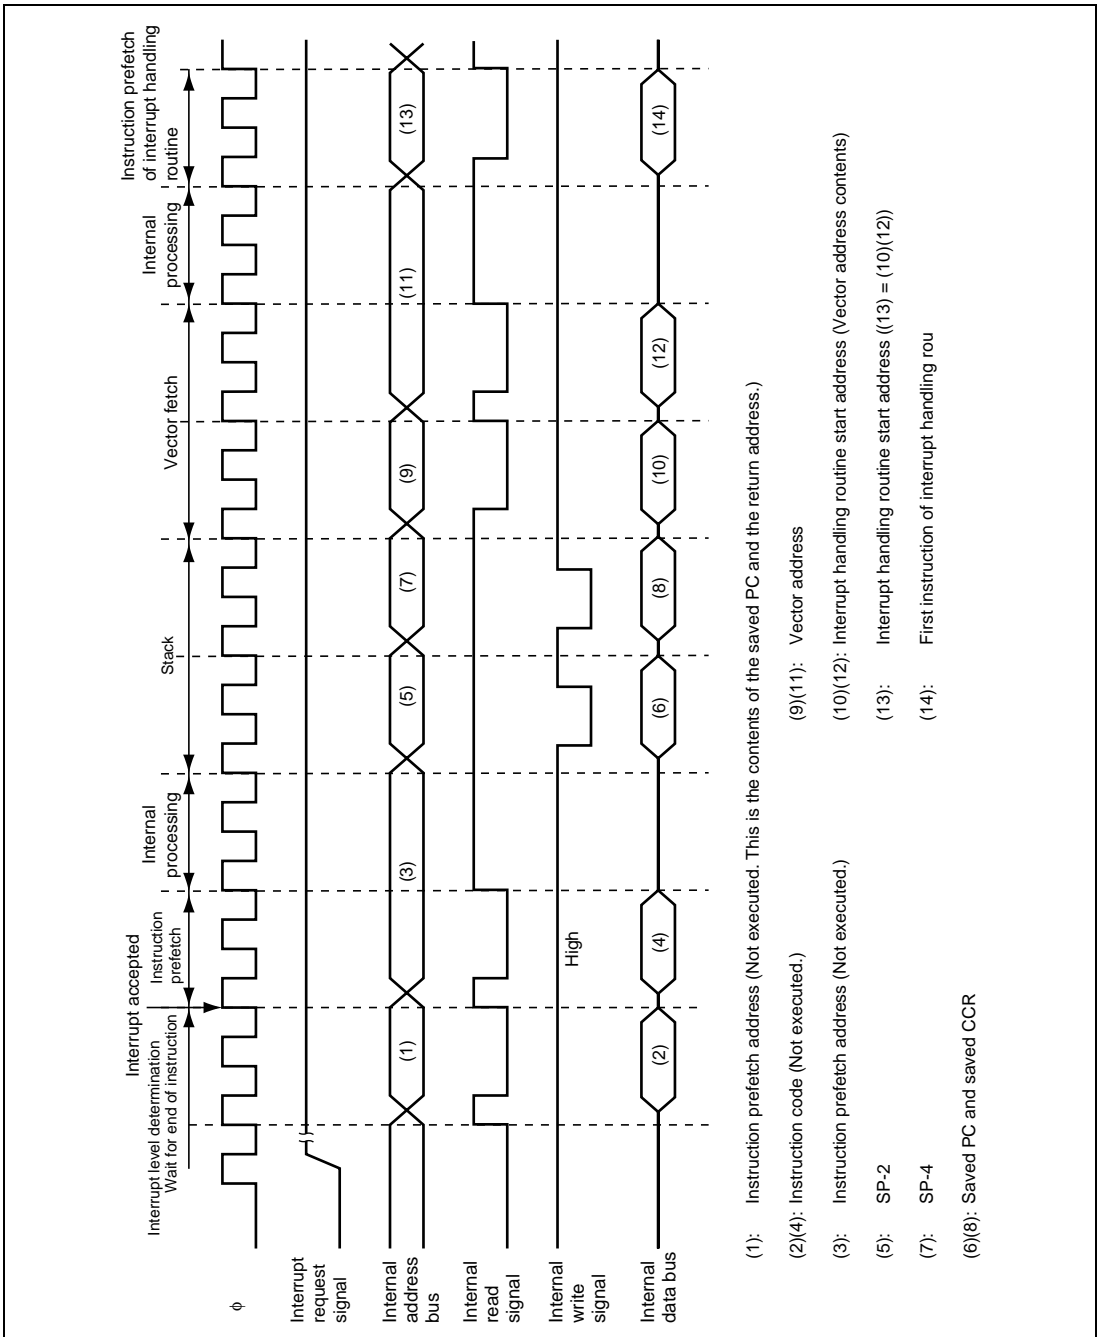 Interrupt accepted
Interrupt level determination
Wait for end of instruction
Instruction
prefetch
Internal
processing
Stack
Vector fetch
Internal
processing
Instruction prefetch
of interrupt handling
routine
φ
Interrupt
request
signal
Internal
address
bus
(1)
(3)
(5)
(7)
(9)
(11)
(13)
Internal
read
signal
Internal
write
signal
High
Internal
data bus
(2)
(4)
(6)
(8)
(10)
(12)
(14)
(1): Instruction prefetch address (Not executed. This is the contents of the saved PC and the return address.)
(2)(4): Instruction code (Not executed.)
(3): Instruction prefetch address (Not executed.)
(5): SP-2
(7): SP-4
(6)(8): Saved PC and saved CCR
(9)(11): Vector address
(10)(12): Interrupt handling routine start address (Vector address contents)
(13): Interrupt handling routine start address ((13) = (10)(12))
(14): First instruction of interrupt handling rou